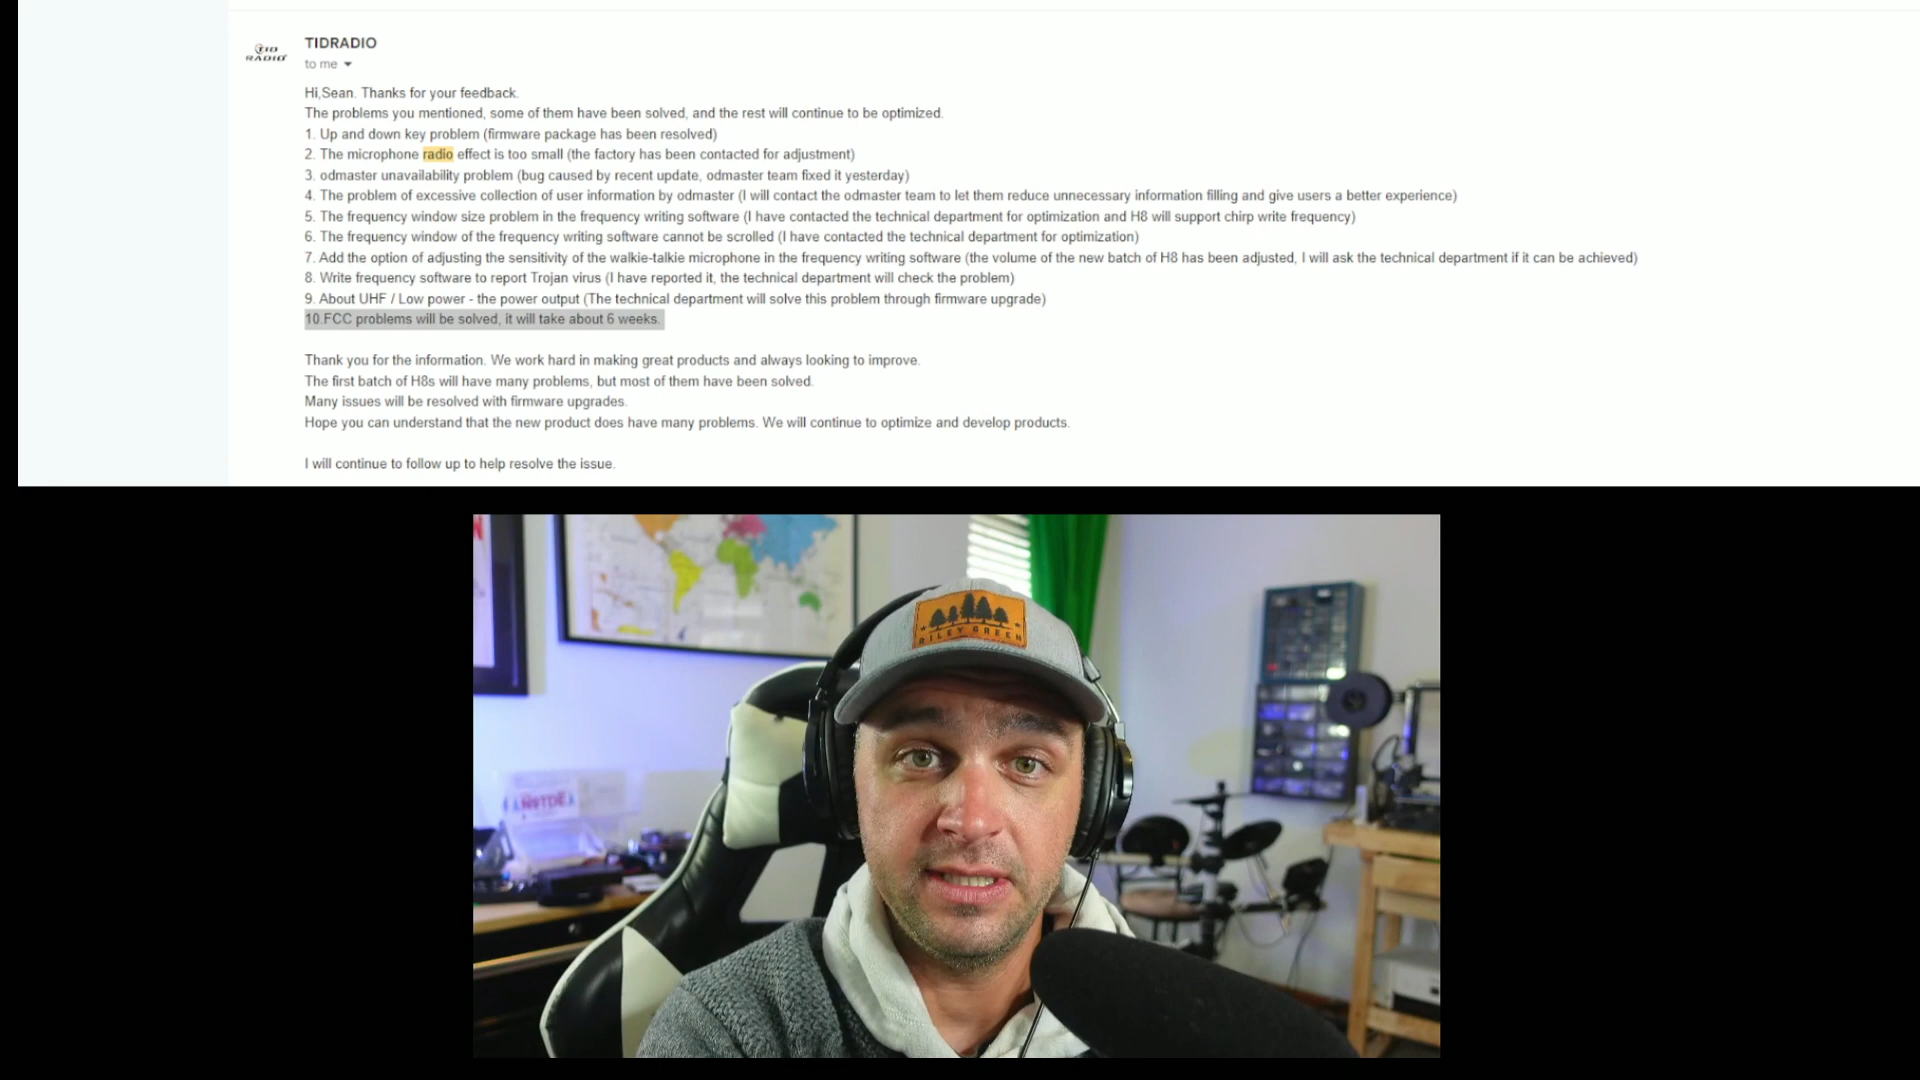 TID
RADIO
TIDRADIO
to me
Hi,Sean. Thanks for your feedback.
The problems you mentioned, some of them have been solved, and the rest will continue to be optimized.
1. Up and down key problem (firmware package has been resolved)
2. The microphone radio effect is too small (the factory has been contacted for adjustment)
3. odmaster unavailability problem (bug caused by recent update, odmaster team fixed it yesterday)
4. The problem of excessive collection of user information by odmaster (I will contact the odmaster team to let them reduce unnecessary information filling and give users a better experience)
5. The frequency window size problem in the frequency writing software (I have contacted the technical department for optimization and H8 will support chirp write frequency)
6. The frequency window of the frequency writing software cannot be scrolled (I have contacted the technical department for optimization)
7. Add the option of adjusting the sensitivity of the walkie-talkie microphone in the frequency writing software (the volume of the new batch of H8 has been adjusted, I will ask the technical department if it can be achieved)
8. Write frequency software to report Trojan virus (I have reported it, the technical department will check the problem)
9. About UHF / Low power - the power output (The technical department will solve this problem through firmware upgrade)
10.FCC problems will be solved, it will take about 6 weeks.
Thank you for the information. We work hard in making great products and always looking to improve.
The first batch of H8s will have many problems, but most of them have been solved.
Many issues will be resolved with firmware upgrades.
Hope you can understand that the new product does have many problems. We will continue to optimize and develop products.
I will continue to follow up to help resolve the issue.
RILEY GREEN